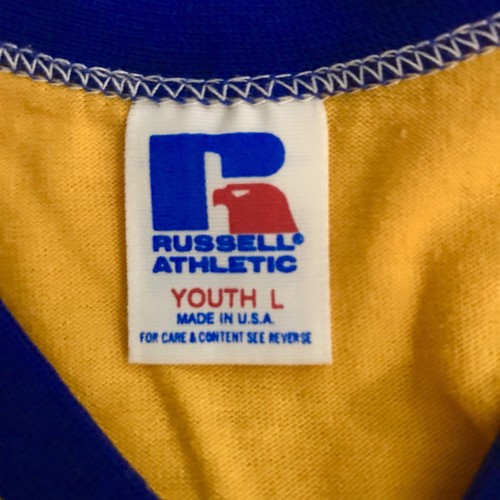 RUSSELL®
ATHLETIC
YOUTH L
MADE IN U.S.A.
FOR CARE & CONTENT SEE REVERSE